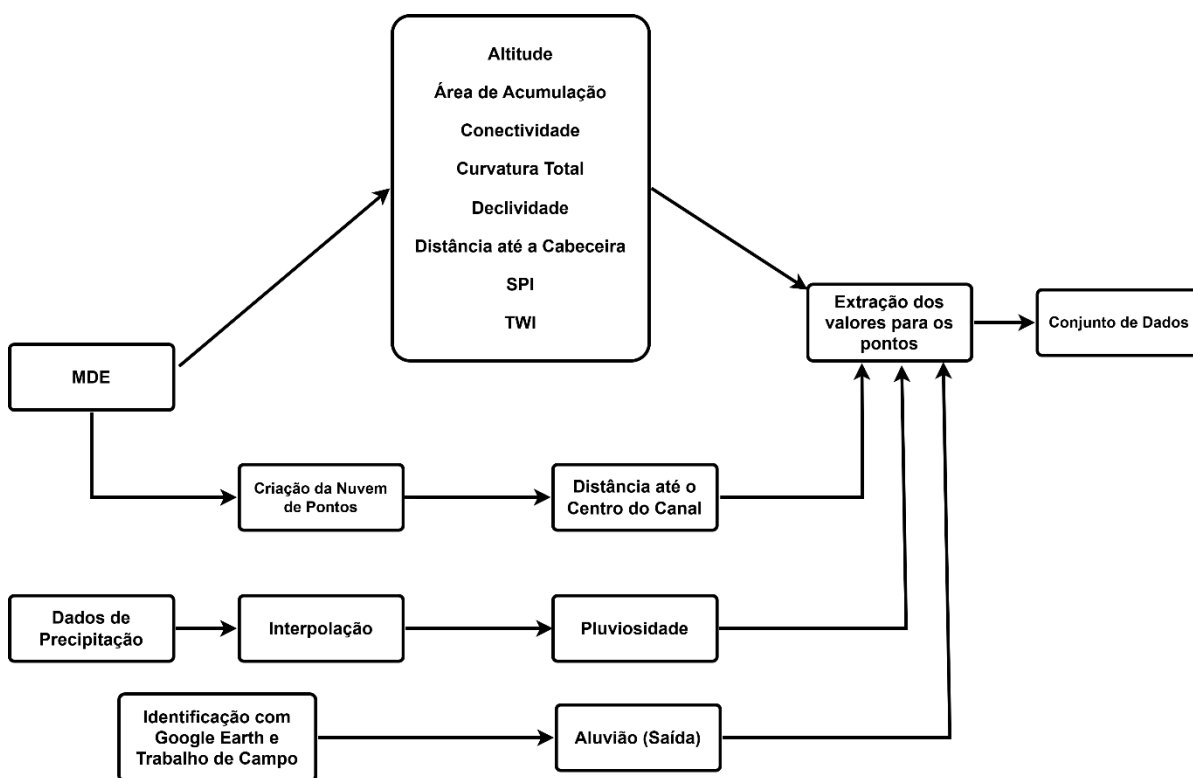 Altitude
Área de Acumulação
Conectividade
Curvatura Total
Declividade
Distância até a Cabeceira
SPI
TWI
Extração dos
valores para os
pontos
Conjunto de Dados
MDE
Criação da Nuvem
de Pontos
Distância até o
Centro do Canal
Dados de
Precipitação
Interpolação
Pluviosidade
Identificação com
Google Earth e
Trabalho de Campo
Aluvião (Saída)